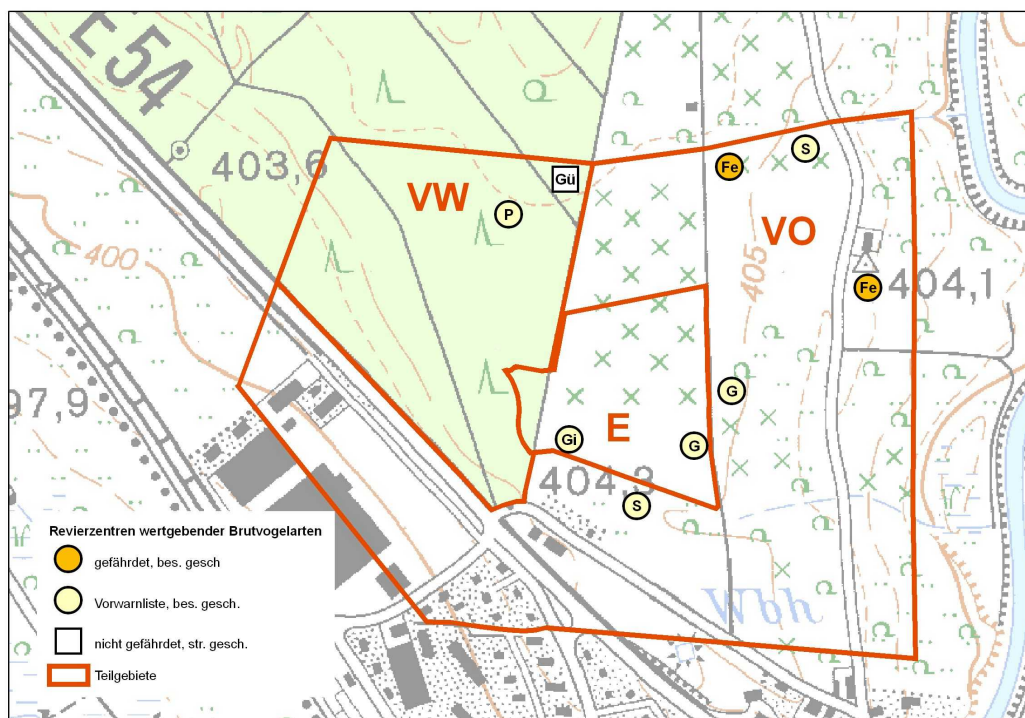 E 54
403,6
VW
Gü
P
Fe
S
VO
400
405
Fe
404,1
97,9
G
E
Gi
G
404,3
S
Wbh
Revierzentren wertgebender Brutvogelarten
gefährdet, bes. gesch
Vorwarnliste, bes. gesch.
nicht gefährdet, str. gesch.
Teilgebiete